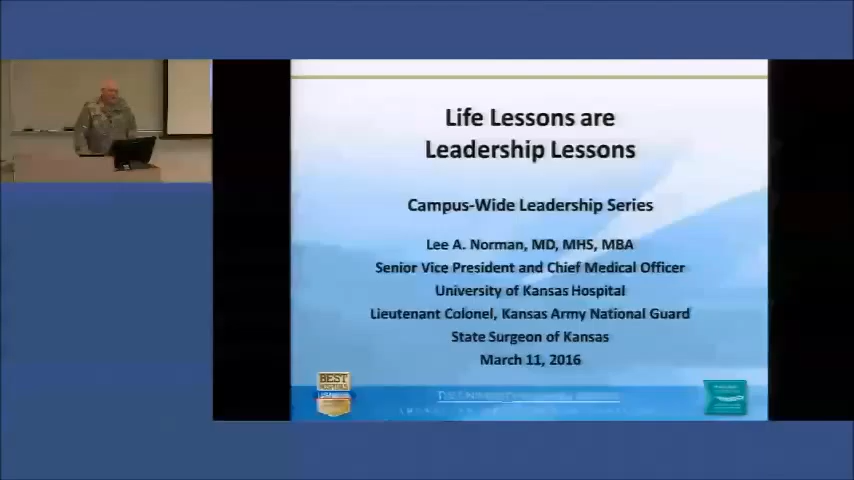 Life Lessons are
Leadership Lessons
Campus-Wide Leadership Series
Lee A. Norman, MD, MHS, MBA
Senior Vice President and Chief Medical Officer
University of Kansas Hospital
Lieutenant Colonel, Kansas Army National Guard
State Surgeon of Kansas
March 11, 2016
BEST
HOSPITALS